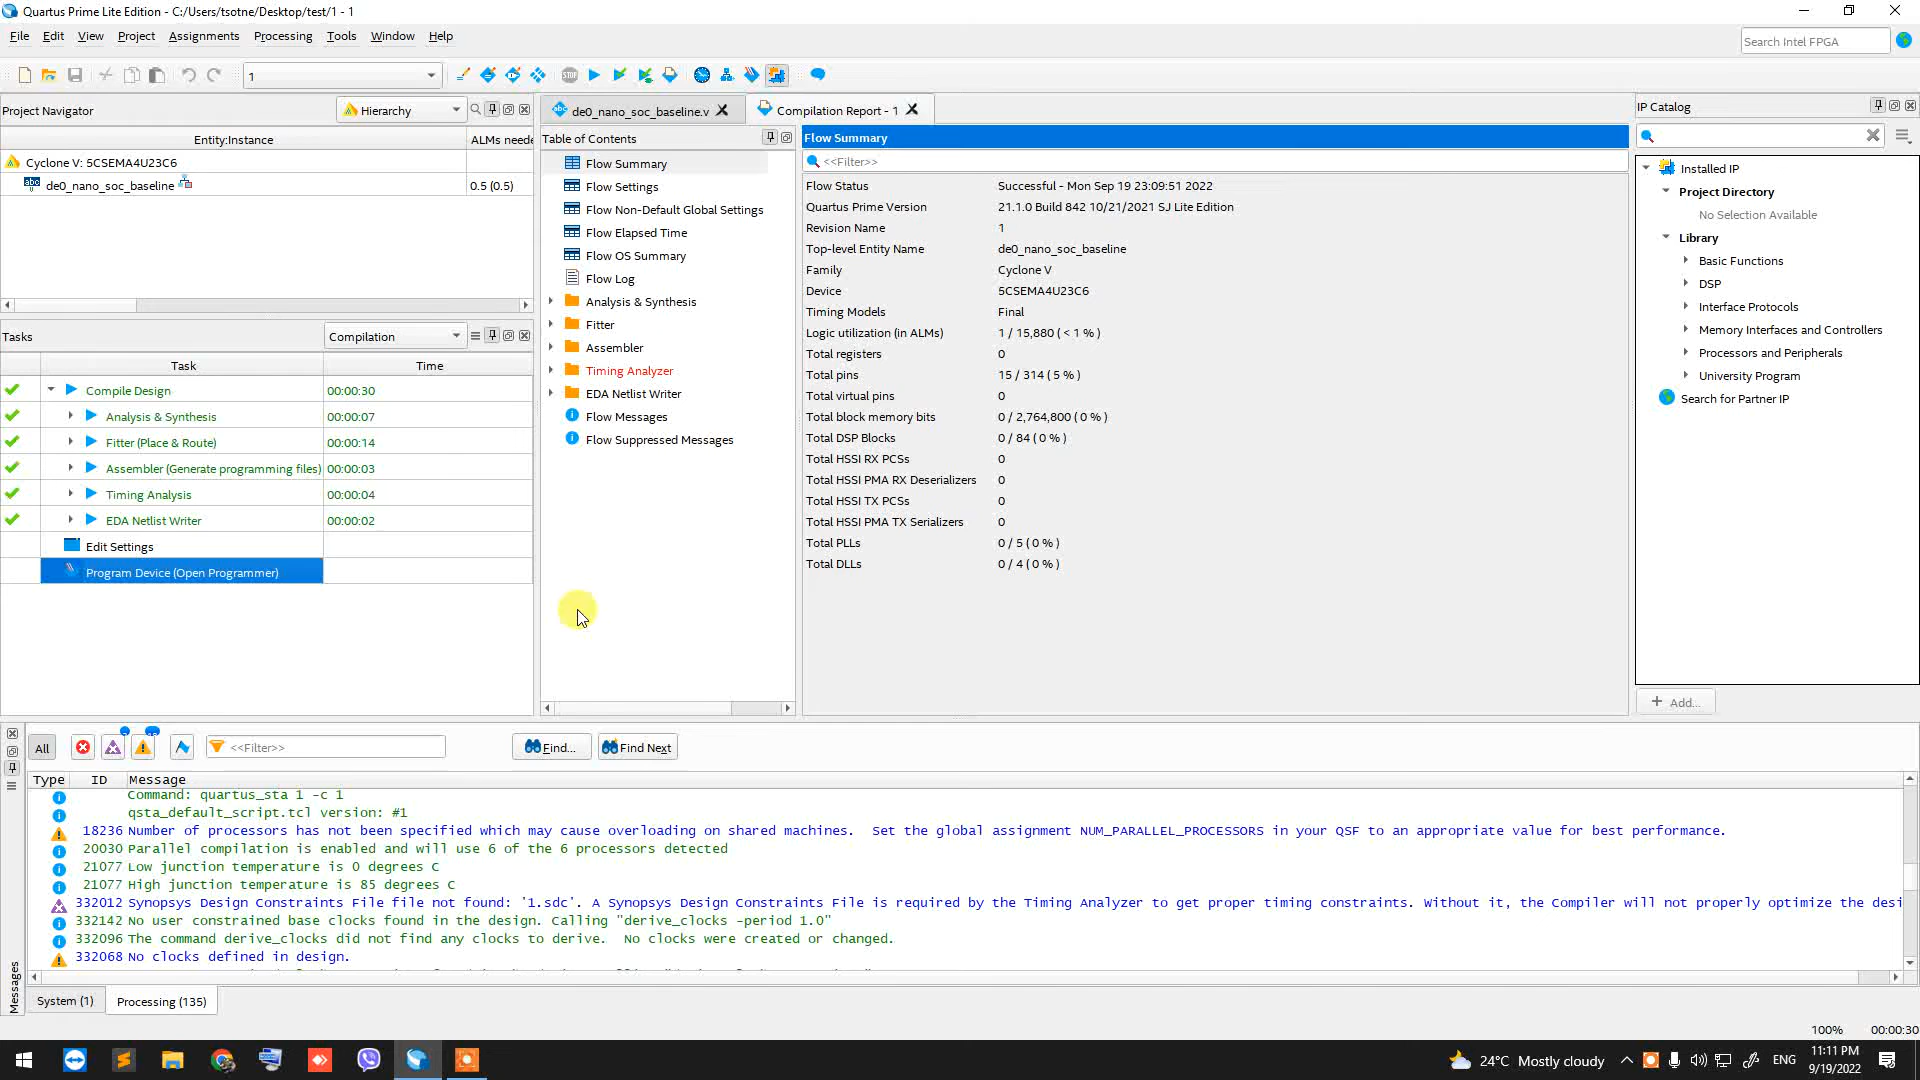 Quartus Prime Lite Edition - C:/Users/tsotne/Desktop/test/1 - 1
File Edit View Project Assignments Processing Tools Window Help
Search Intel FPGA
1
Project Navigator
Hierarchy
Entity:Instance
ALMs neede
Cyclone V: 5CSEMA4U23C6
de0_nano_soc_baseline
0.5 (0.5)
Tasks
Compilation
Task
Time
Compile Design 00:00:30
Analysis & Synthesis 00:00:07
Fitter (Place & Route) 00:00:14
Assembler (Generate programming files) 00:00:03
Timing Analysis 00:00:04
EDA Netlist Writer 00:00:02
Edit Settings
Program Device (Open Programmer)
de0_nano_soc_baseline.v
Compilation Report - 1
Table of Contents
Flow Summary
Flow Settings
Flow Non-Default Global Settings
Flow Elapsed Time
Flow OS Summary
Flow Log
Analysis & Synthesis
Fitter
Assembler
Timing Analyzer
EDA Netlist Writer
Flow Messages
Flow Suppressed Messages
Flow Summary
<<Filter>>
Flow Status Successful - Mon Sep 19 23:09:51 2022
Quartus Prime Version 21.1.0 Build 842 10/21/2021 SJ Lite Edition
Revision Name 1
Top-level Entity Name de0_nano_soc_baseline
Family Cyclone V
Device 5CSEMA4U23C6
Timing Models Final
Logic utilization (in ALMs) 1 / 15,880 ( < 1 % )
Total registers 0
Total pins 15 / 314 ( 5 % )
Total virtual pins 0
Total block memory bits 0 / 2,764,800 ( 0 % )
Total DSP Blocks 0 / 84 ( 0 % )
Total HSSI RX PCSs 0
Total HSSI PMA RX Deserializers 0
Total HSSI TX PCSs 0
Total HSSI PMA TX Serializers 0
Total PLLs 0 / 5 ( 0 % )
Total DLLs 0 / 4 ( 0 % )
IP Catalog
Installed IP
Project Directory
No Selection Available
Library
Basic Functions
DSP
Interface Protocols
Memory Interfaces and Controllers
Processors and Peripherals
University Program
Search for Partner IP
+ Add...
All
<<Filter>>
Find...
Find Next
Type ID Message
Command: quartus_sta 1 -c 1
qsta_default_script.tcl version: #1
18236 Number of processors has not been specified which may cause overloading on shared machines. Set the global assignment NUM_PARALLEL_PROCESSORS in your QSF to an appropriate value for best performance.
20030 Parallel compilation is enabled and will use 6 of the 6 processors detected
21077 Low junction temperature is 0 degrees C
21077 High junction temperature is 85 degrees C
332012 Synopsys Design Constraints File file not found: '1.sdc'. A Synopsys Design Constraints File is required by the Timing Analyzer to get proper timing constraints. Without it, the Compiler will not properly optimize the desi
332142 No user constrained base clocks found in the design. Calling "derive_clocks -period 1.0"
332096 The command derive_clocks did not find any clocks to derive. No clocks were created or changed.
332068 No clocks defined in design.
Messages
System (1)
Processing (135)
100% 00:00:30
24°C Mostly cloudy
ENG
11:11 PM
9/19/2022